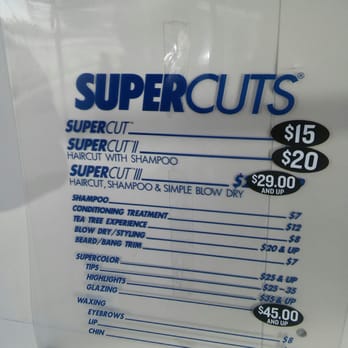 SUPERCUTS®
SUPERCUT $15
SUPERCUT II $20
HAIRCUT WITH SHAMPOO
SUPERCUT III $29.00 AND UP
HAIRCUT, SHAMPOO & SIMPLE BLOW DRY
SHAMPOO
CONDITIONING TREATMENT $7
TEA TREE EXPERIENCE $12
BLOW DRY/STYLING $8
BEARD/BANG TRIM $20 & UP
$7
SUPERCOLOR
TIPS $25 & UP
HIGHLIGHTS $25-35
GLAZING $35 & UP
$45.00 AND UP
WAXING
EYEBROWS
LIP $8
CHIN